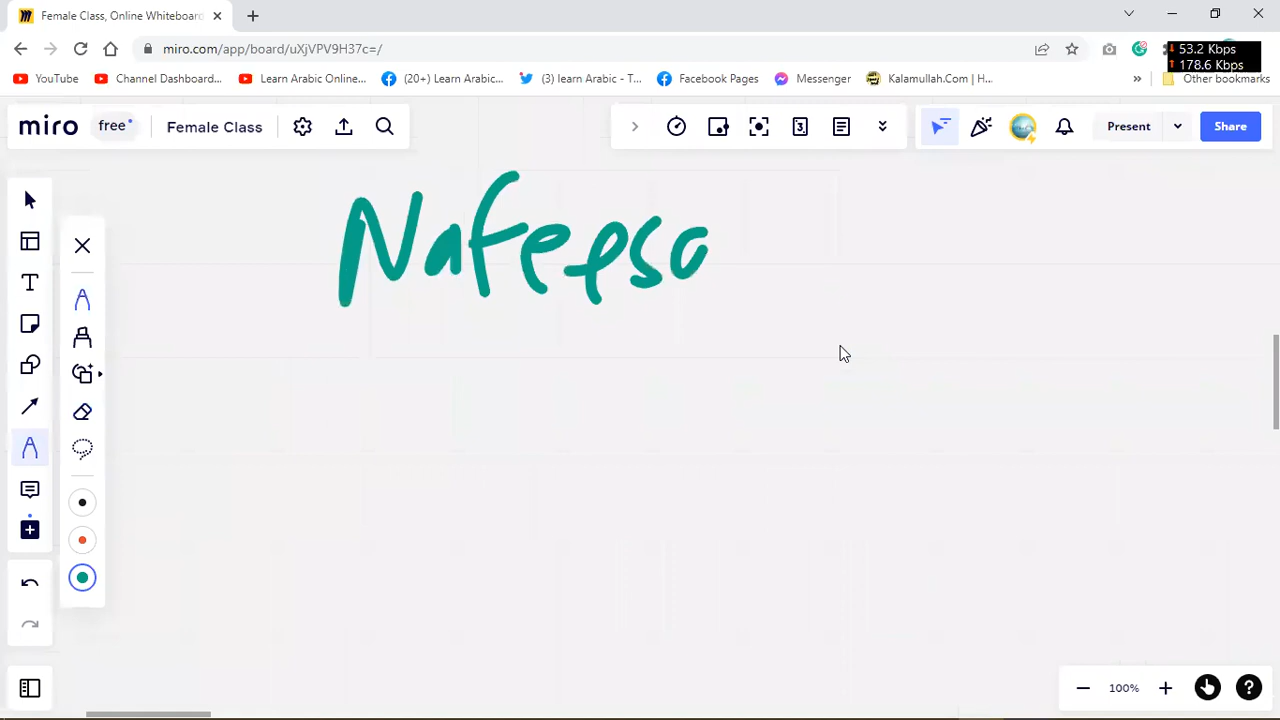 Female Class, Online Whiteboard
miro.com/app/board/uXjVPV9H37c=/
53.2 Kbps
178.6 Kbps
YouTube
Channel Dashboard...
Learn Arabic Online...
(20+) Learn Arabic...
(3) learn Arabic - T...
Facebook Pages
Messenger
Kalamullah.Com | H...
»
Other bookmarks
miro
free
Female Class
3
Present
Share
Nafeesa
T
100%